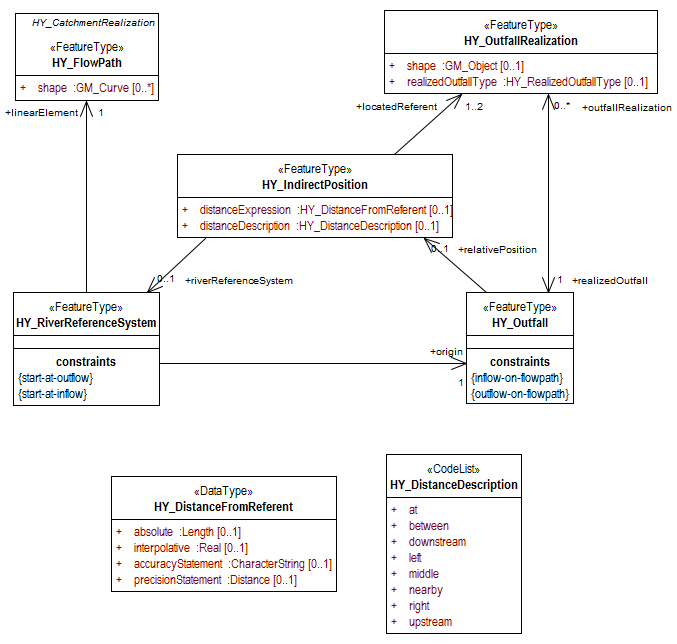 HY_CatchmentRealization
«FeatureType»
HY_FlowPath
+ shape :GM_Curve [0..*]
«FeatureType»
HY_OutfallRealization
+ shape :GM_Object [0..1]
+ realizedOutfallType :HY_RealizedOutfallType [0..1]
+linearElement 1
+locatedReferent 1..2
0..* +outfallRealization
«FeatureType»
HY_IndirectPosition
+ distanceExpression :HY_DistanceFromReferent [0..1]
+ distanceDescription :HY_DistanceDescription [0..1]
0..1 +relativePosition
0..1 +riverReferenceSystem
1 +realizedOutfall
«FeatureType»
HY_RiverReferenceSystem
constraints
{start-at-outflow}
{start-at-inflow}
+origin
1
«FeatureType»
HY_Outfall
constraints
{inflow-on-flowpath}
{outflow-on-flowpath}
«DataType»
HY_DistanceFromReferent
+ absolute :Length [0..1]
+ interpolative :Real [0..1]
+ accuracyStatement :CharacterString [0..1]
+ precisionStatement :Distance [0..1]
«CodeList»
HY_DistanceDescription
+ at
+ between
+ downstream
+ left
+ middle
+ nearby
+ right
+ upstream